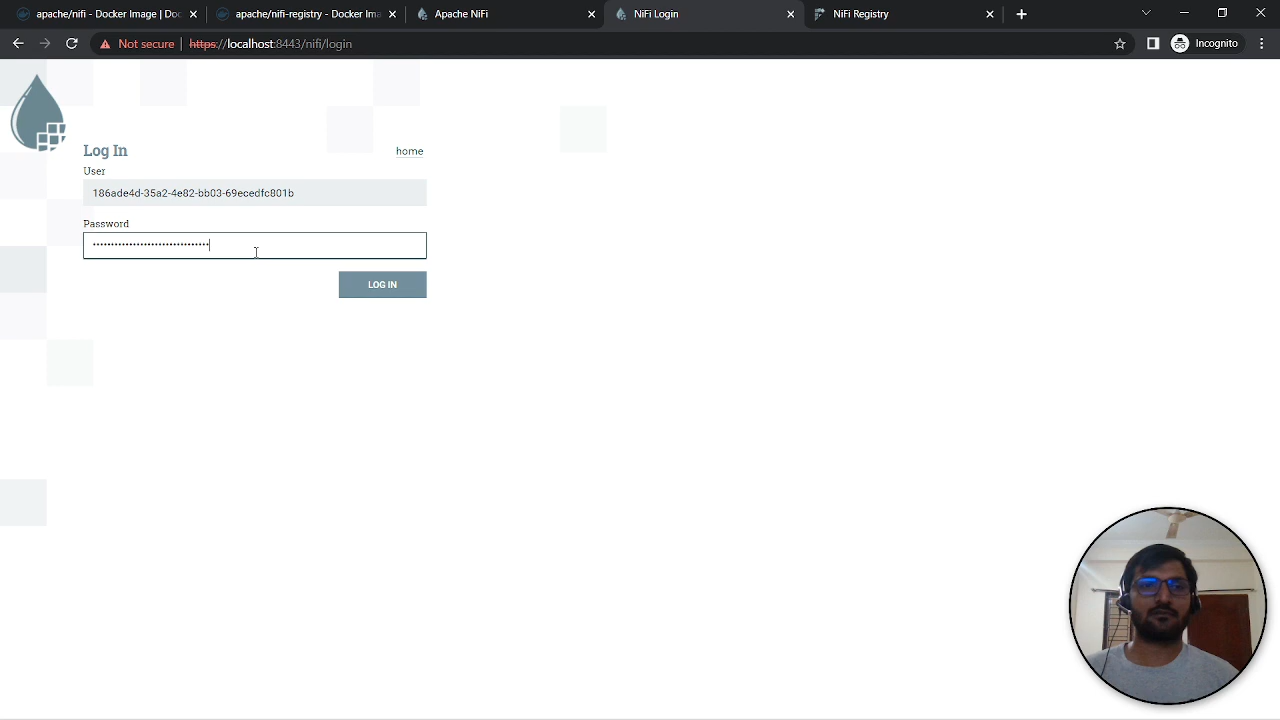 apache/nifi - Docker Image | Doc
apache/nifi-registry - Docker Ima
Apache NiFi
NiFi Login
NiFi Registry
Not secure
https://localhost:8443/nifi/login
Incognito
Log In
home
User
186ade4d-35a2-4e82-bb03-69ecedfc801b
Password
LOG IN